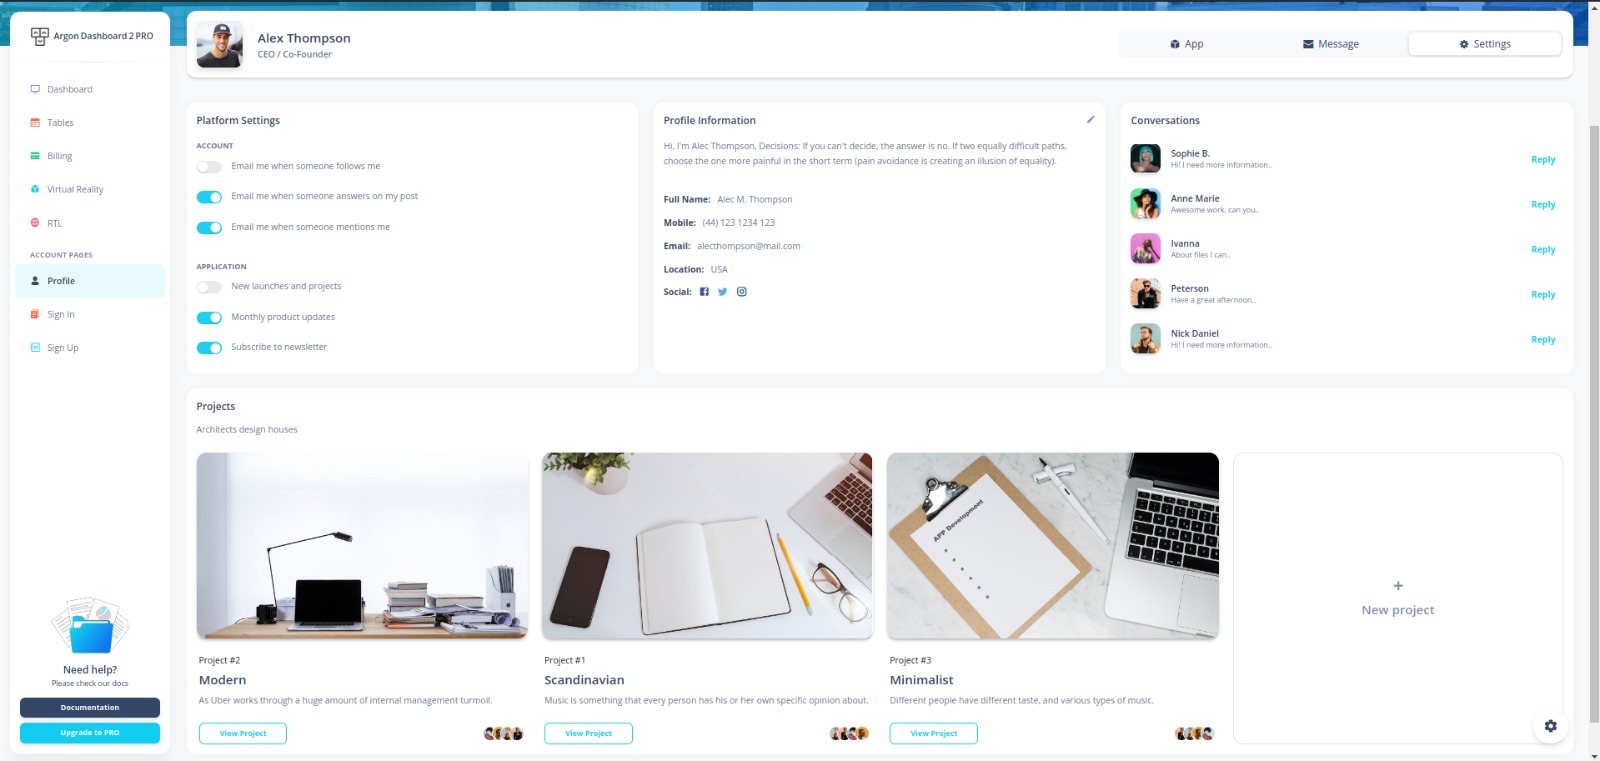 Argon Dashboard 2 PRO
Dashboard
Tables
Billing
Virtual Reality
RTL
ACCOUNT PAGES
Profile
Sign In
Sign Up
Need help?
Please check our docs
Documentation
Upgrade to PRO
Alex Thompson
CEO / Co-Founder
App
Message
Settings
Platform Settings
ACCOUNT
Email me when someone follows me
Email me when someone answers on my post
Email me when someone mentions me
APPLICATION
New launches and projects
Monthly product updates
Subscribe to newsletter
Profile Information
Hi, I'm Alec Thompson, Decisions: If you can't decide, the answer is no. If two equally difficult paths,
choose the one more painful in the short term (pain avoidance is creating an illusion of equality).
Full Name: Alec M. Thompson
Mobile: (44) 123 1234 123
Email: alecthompson@mail.com
Location: USA
Social:
Conversations
Sophie B.
Hi! I need more information..
Reply
Anne Marie
Awesome work, can you..
Reply
Ivanna
About files I can..
Reply
Peterson
Have a great afternoon..
Reply
Nick Daniel
Hi! I need more information..
Reply
Projects
Architects design houses
Project #2
Modern
As Uber works through a huge amount of internal management turmoil.
View Project
Project #1
Scandinavian
Music is something that every person has his or her own specific opinion about.
View Project
APP Development
Project #3
Minimalist
Different people have different taste, and various types of music.
View Project
+
New project